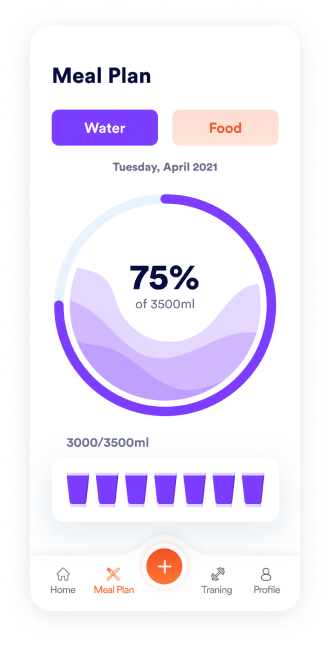 Meal Plan
Water
Food
Tuesday, April 2021
75%
of 3500ml
3000/3500ml
Home
Meal Plan
Traning
Profile